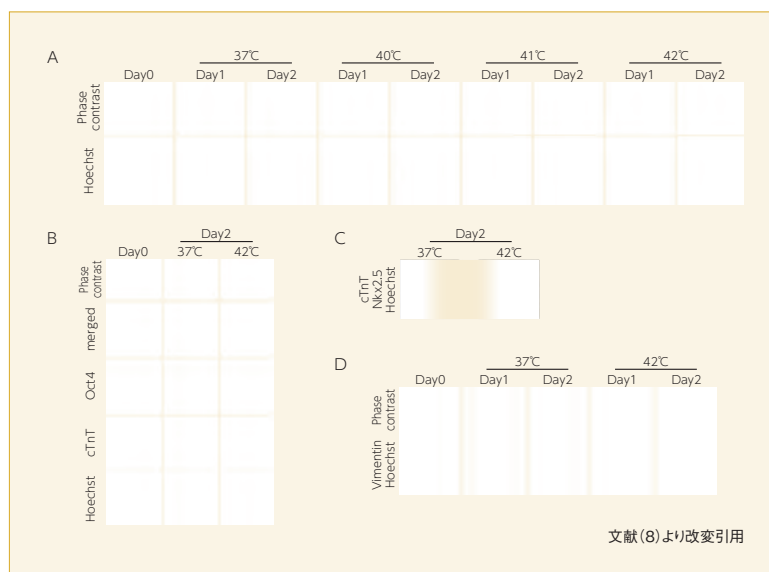 A
37℃
40℃
41℃
42℃
Day0
Day1
Day2
Day1
Day2
Day1
Day2
Day1
Day2
Phase
contrast
Hoechst
B
Day2
Day0
37℃
42℃
Phase
contrast
merged
Oct4
cTnT
Hoechst
C
Day2
37℃
42℃
cTnT
Nkx2.5
Hoechst
D
37℃
42℃
Day0
Day1
Day2
Day1
Day2
Phase
contrast
Vimentin
Hoechst
文献(8)より改変引用